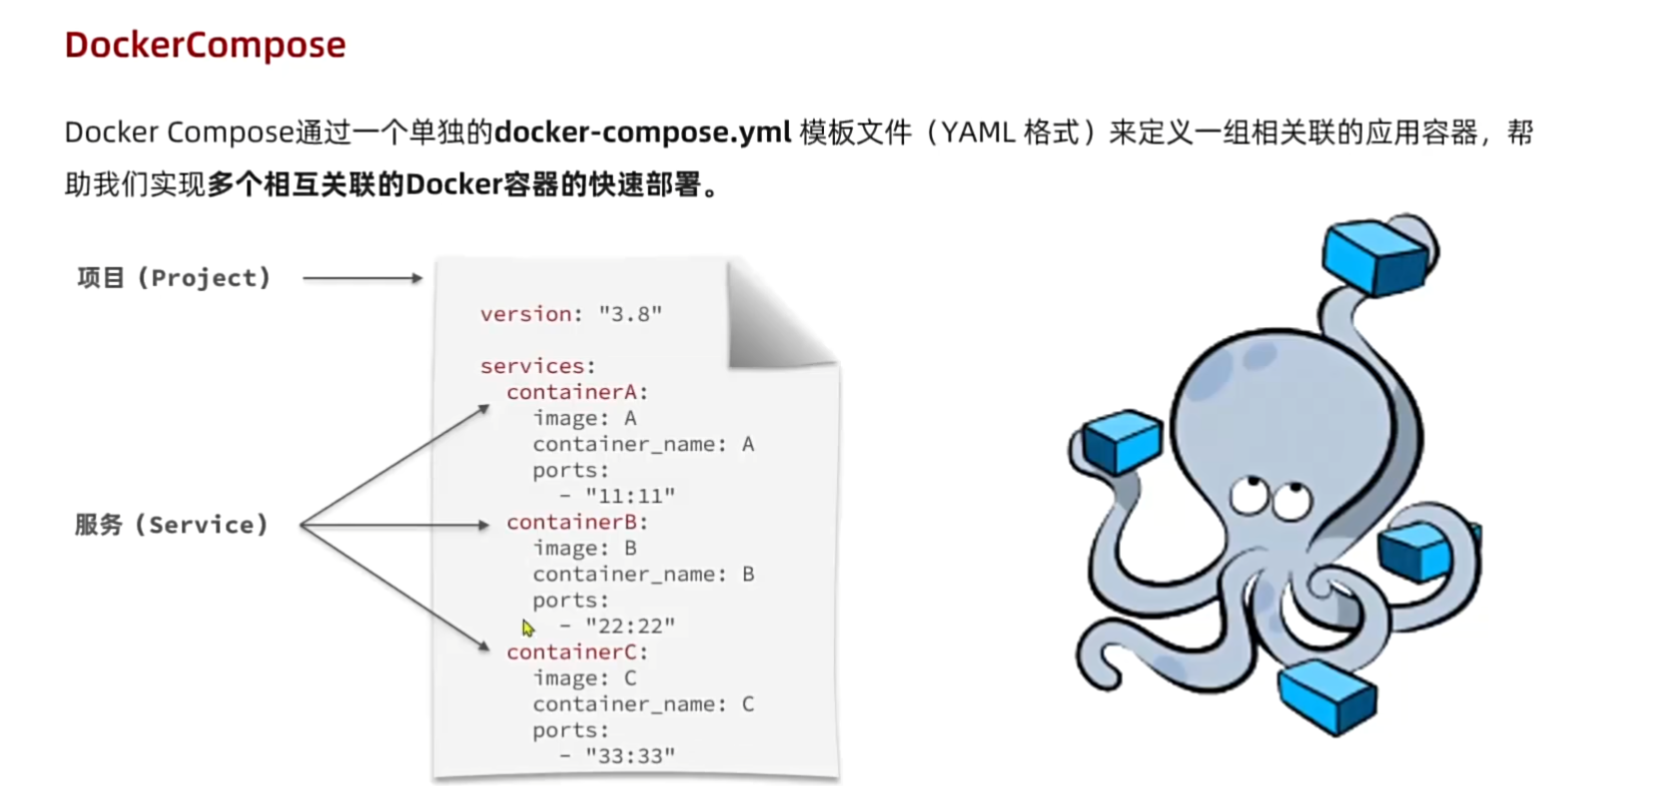 DockerCompose
Docker Compose通过一个单独的docker-compose.yml 模板文件（YAML 格式）来定义一组相关联的应用容器，帮
助我们实现多个相互关联的Docker容器的快速部署。
项目（Project）
version: "3.8"
services:
containerA:
image: A
container_name: A
ports:
- "11:11"
服务（Service）
containerB:
image: B
container_name: B
ports:
- "22:22"
containerC:
image: C
container_name: C
ports:
- "33:33"